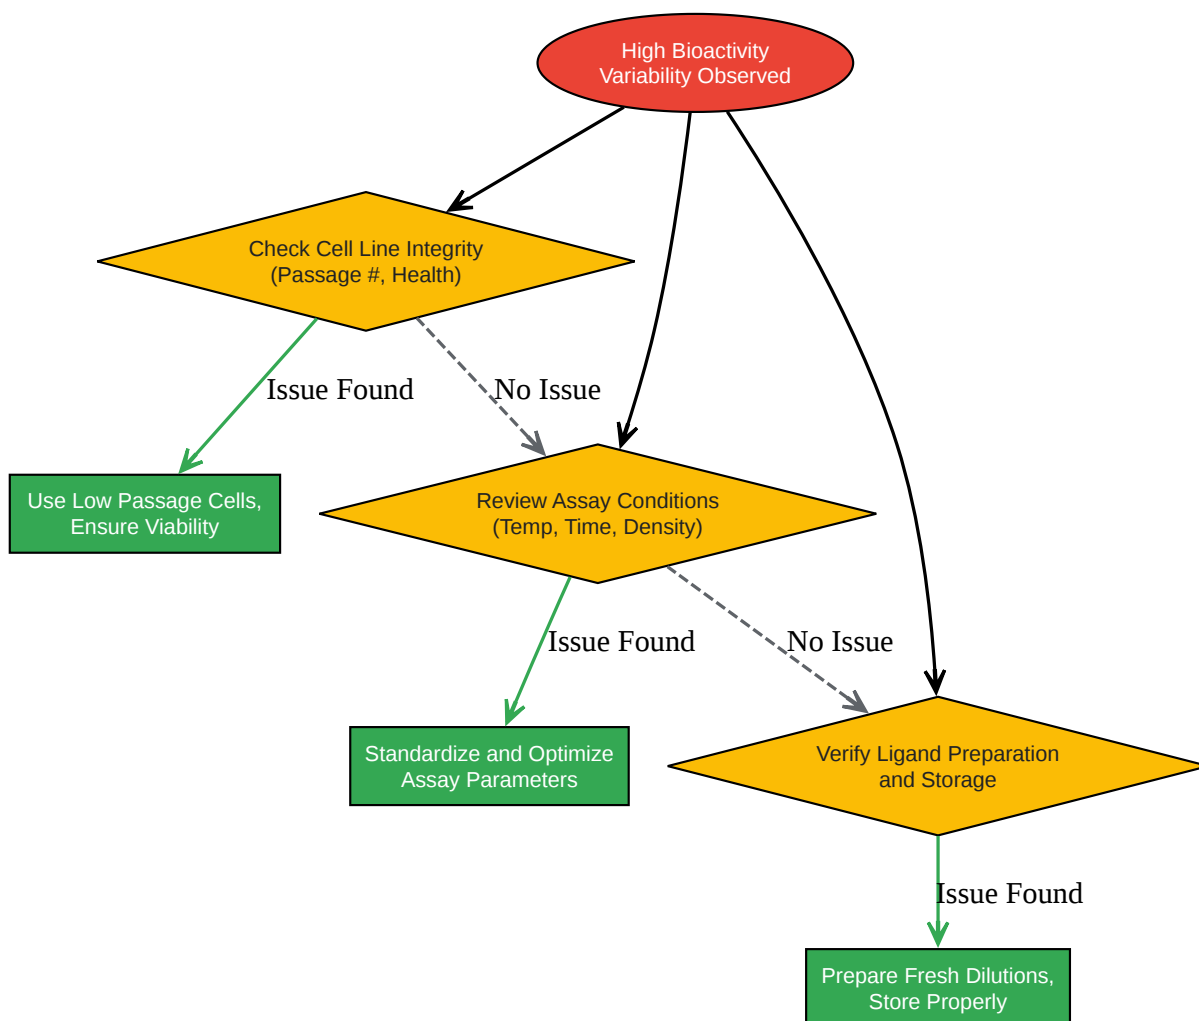 High Bioactivity
Variability Observed
Check Cell Line Integrity
(Passage #, Health)
Issue Found
No Issue
Use Low Passage Cells,
Ensure Viability
Review Assay Conditions
(Temp, Time, Density)
Issue Found
No Issue
Standardize and Optimize
Assay Parameters
Verify Ligand Preparation
and Storage
Issue Found
Prepare Fresh Dilutions,
Store Properly